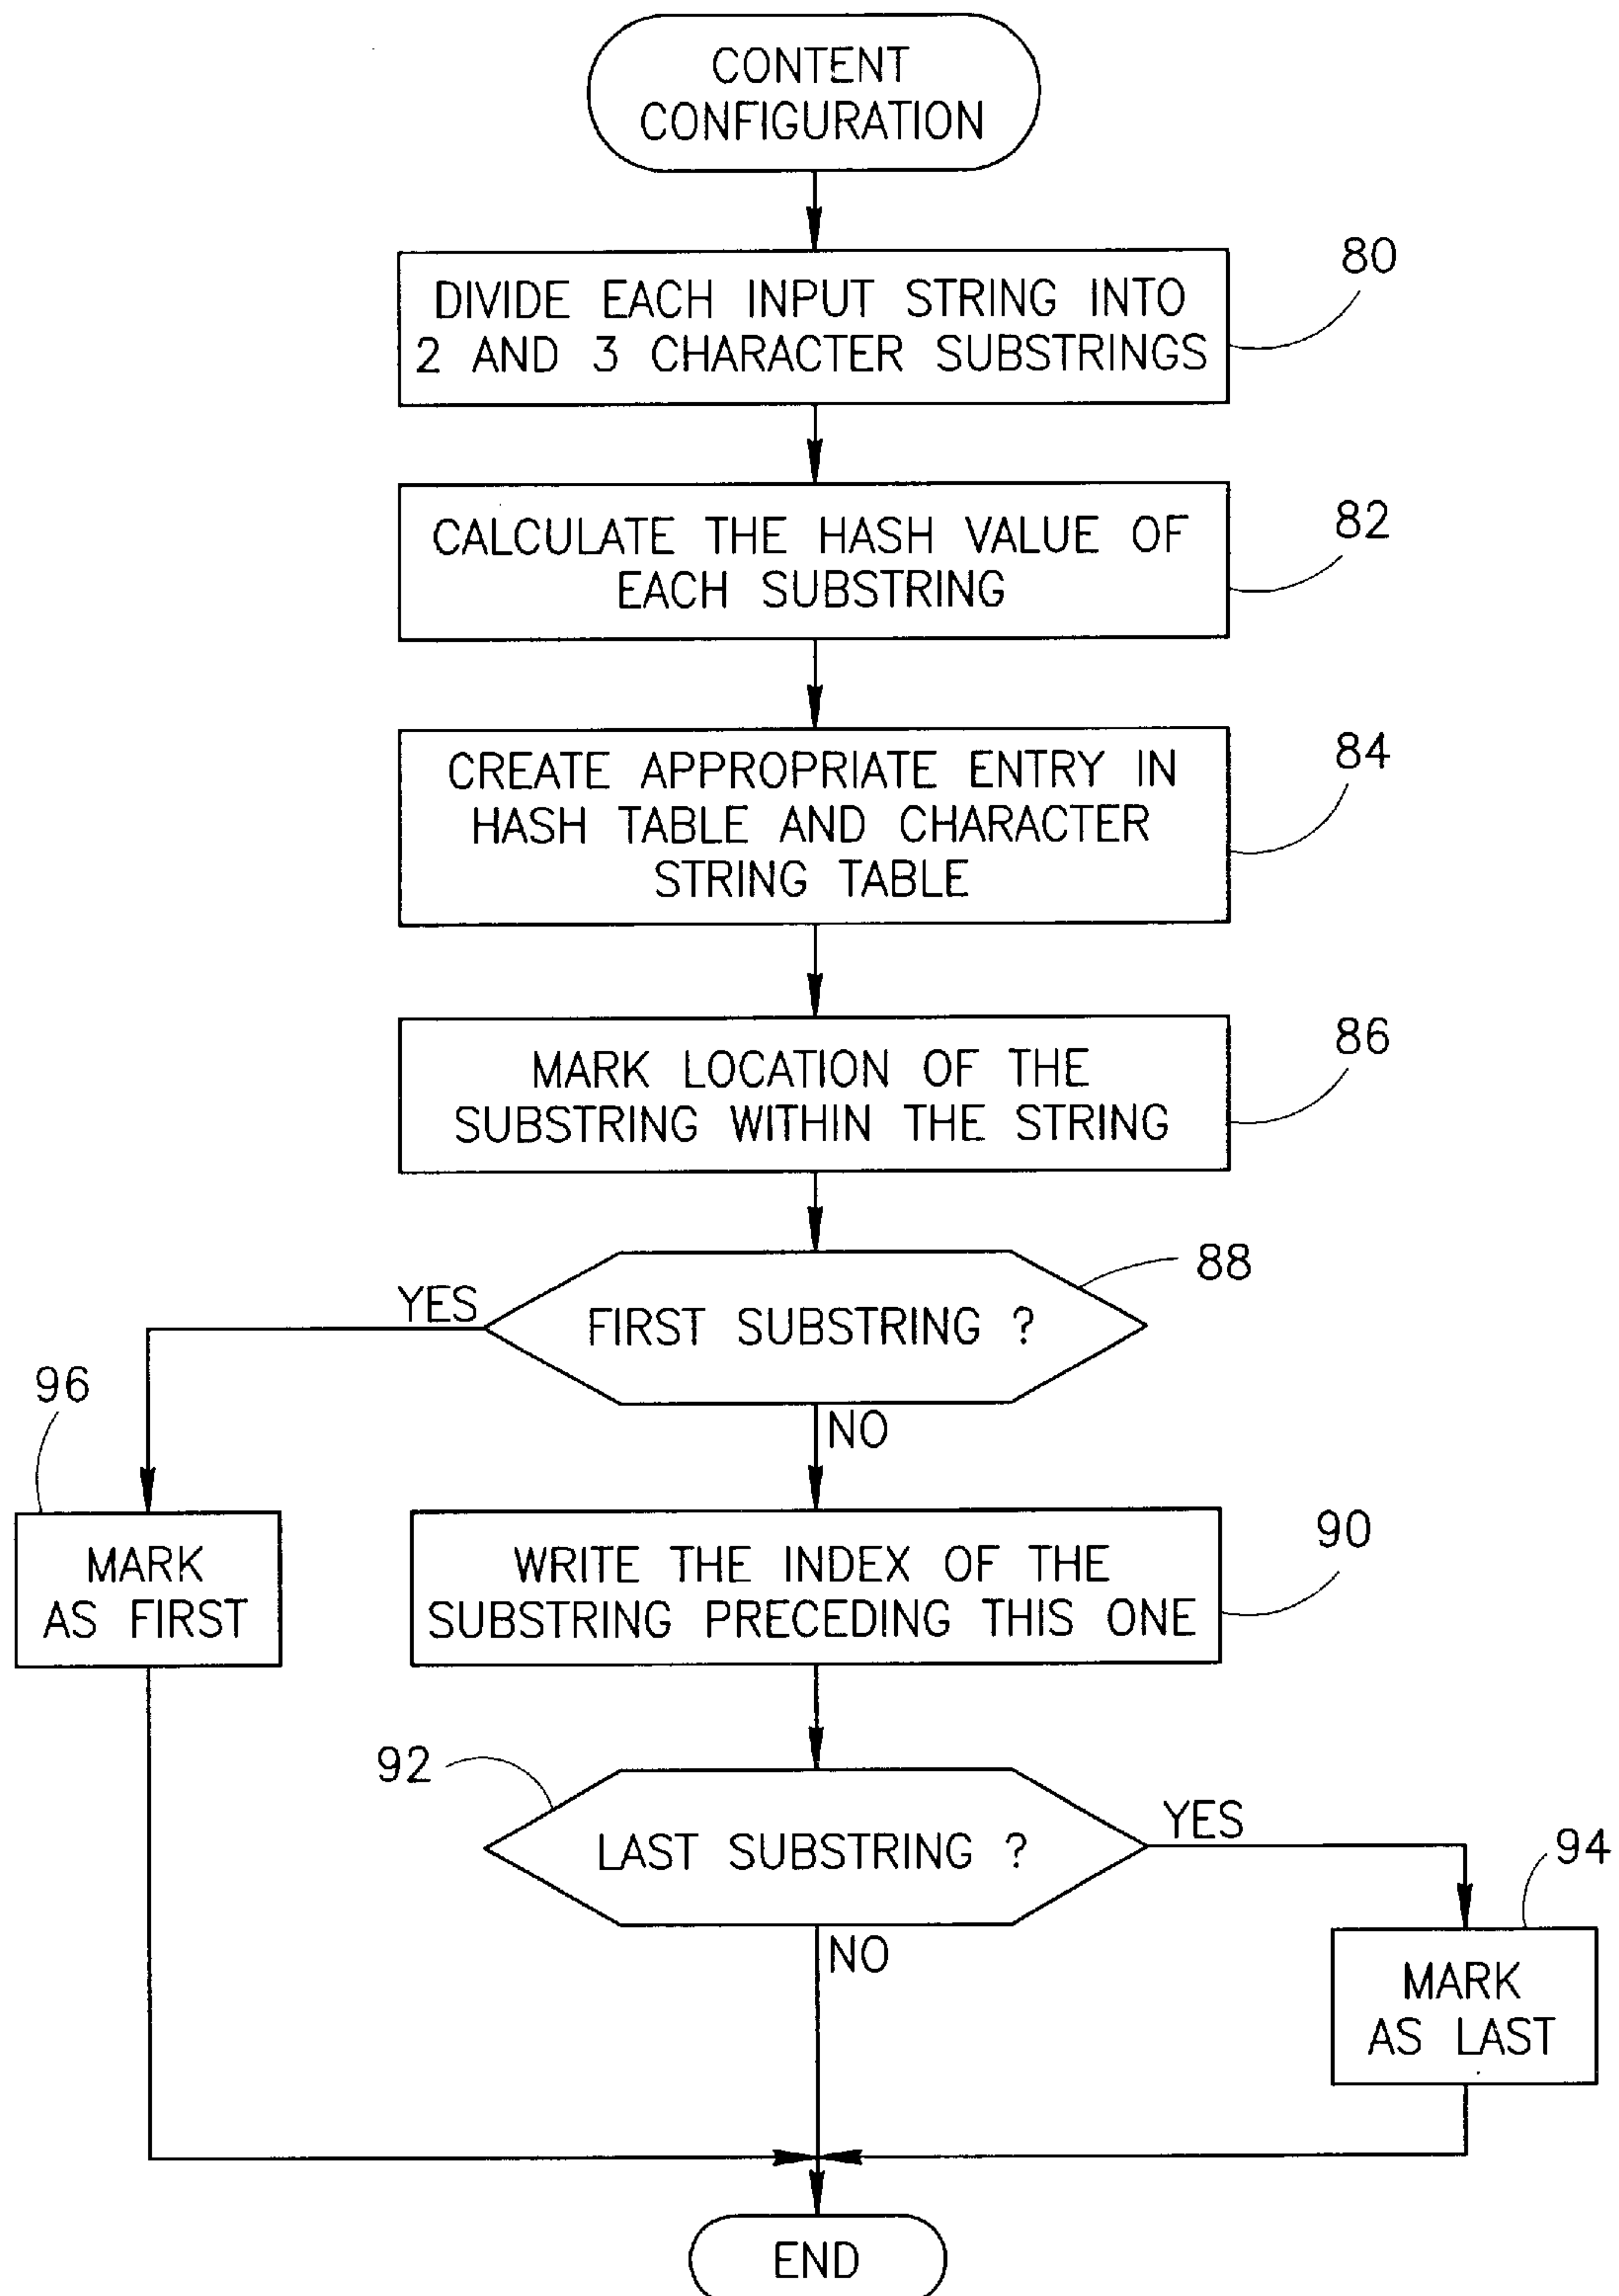 CONTENT
CONFIGURATION
80
DIVIDE EACH INPUT STRING INTO
2 AND 3 CHARACTER SUBSTRINGS
82
CALCULATE THE HASH VALUE OF
EACH SUBSTRING
84
CREATE APPROPRIATE ENTRY IN
HASH TABLE AND CHARACTER
STRING TABLE
86
MARK LOCATION OF THE
SUBSTRING WITHIN THE STRING
88
YES
FIRST SUBSTRING ?
96
NO
MARK
AS FIRST
90
WRITE THE INDEX OF THE
SUBSTRING PRECEDING THIS ONE
92
YES
LAST SUBSTRING ?
94
NO
MARK
AS LAST
END